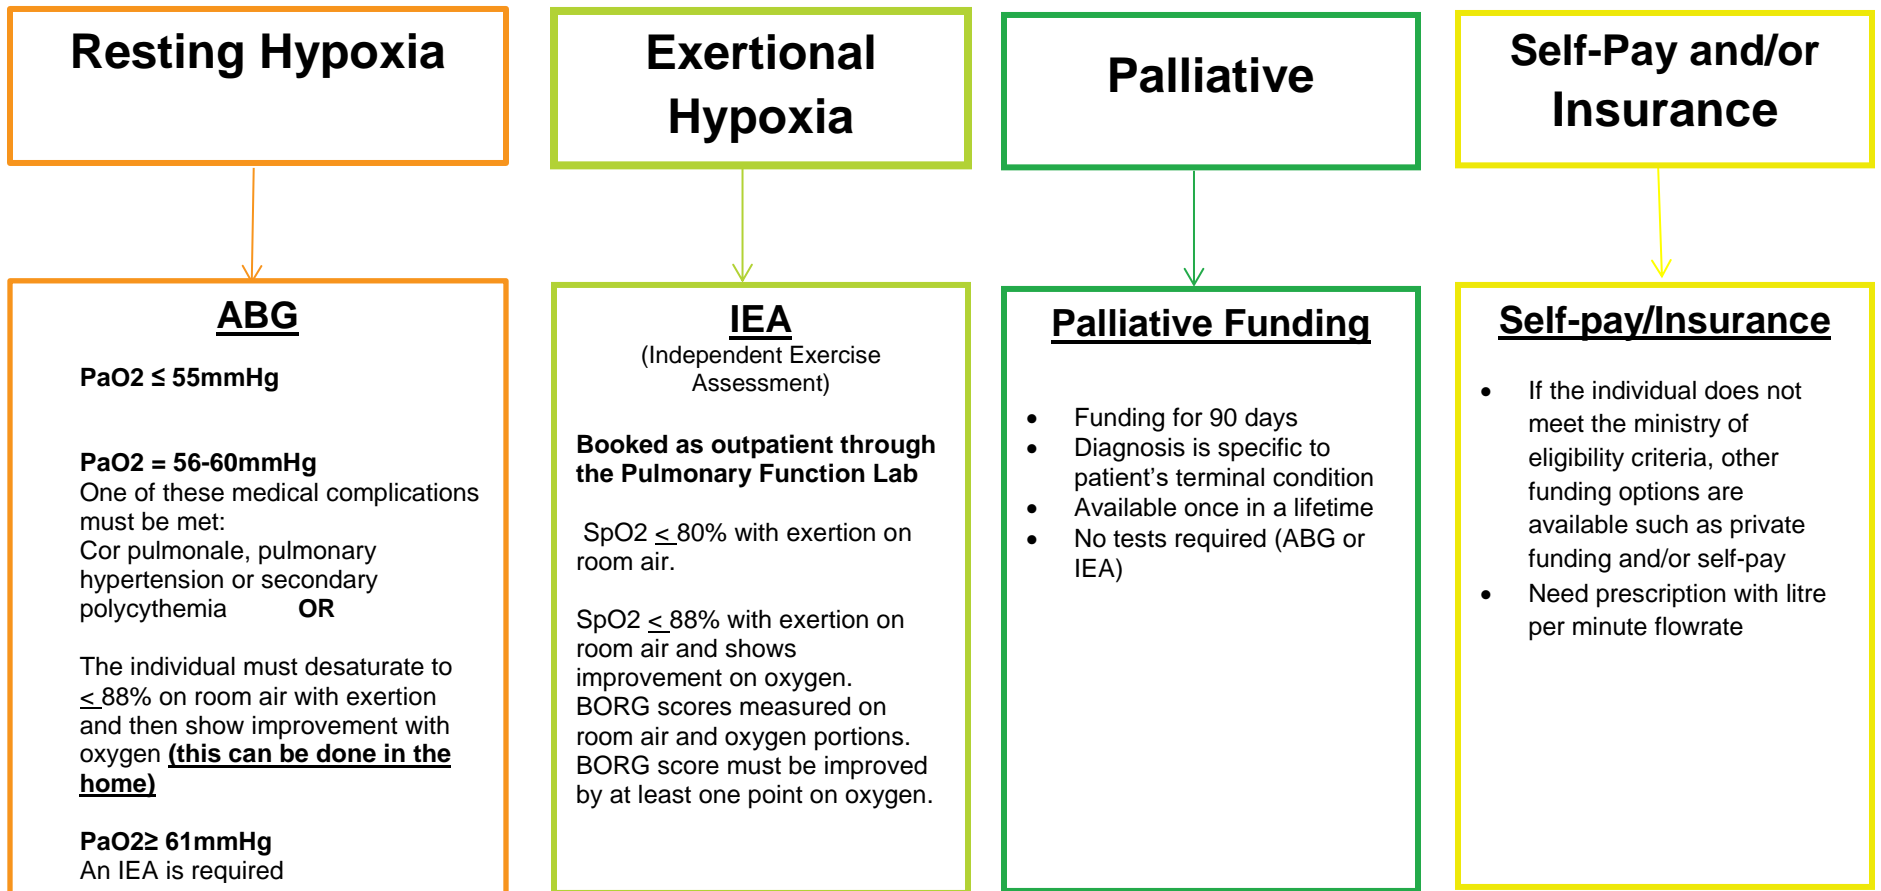 Resting Hypoxia
Exertional
Hypoxia
Palliative
Self-Pay and/or
Insurance
ABG
PaO2 ≤ 55mmHg
PaO2 = 56-60mmHg
One of these medical complications
must be met:
Cor pulmonale, pulmonary
hypertension or secondary
polycythemia OR
The individual must desaturate to
< 88% on room air with exertion
and then show improvement with
oxygen (this can be done in the
home)
PaO2≥ 61mmHg
An IEA is required
IEA
(Independent Exercise
Assessment)
Booked as outpatient through
the Pulmonary Function Lab
SpO2 < 80% with exertion on
room air.
SpO2 < 88% with exertion on
room air and shows
improvement on oxygen.
BORG scores measured on
room air and oxygen portions.
BORG score must be improved
by at least one point on oxygen.
Palliative Funding
• Funding for 90 days
• Diagnosis is specific to
patient's terminal condition
• Available once in a lifetime
• No tests required (ABG or
IEA)
Self-pay/Insurance
• If the individual does not
meet the ministry of
eligibility criteria, other
funding options are
available such as private
funding and/or self-pay
• Need prescription with litre
per minute flowrate